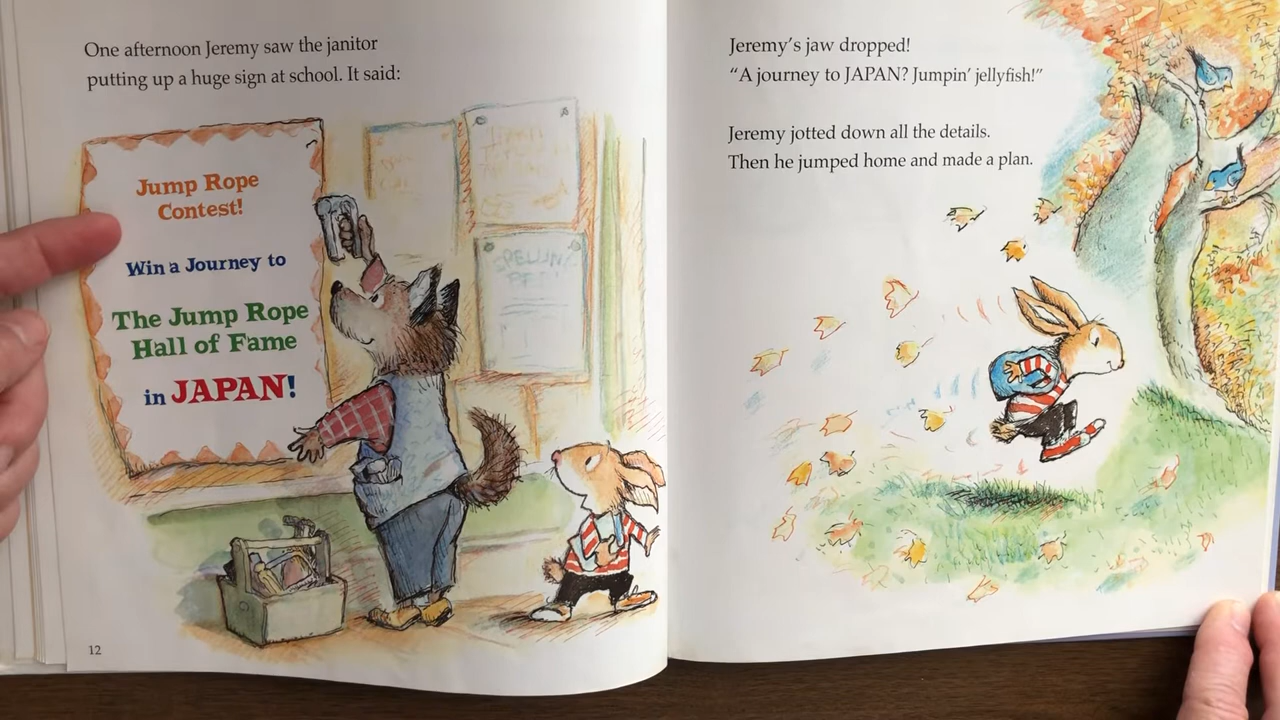 One afternoon Jeremy saw the janitor
putting up a huge sign at school. It said:
Jump Rope
Contest!
Win a Journey to
The Jump Rope
Hall of Fame
in JAPAN!
12
Jeremy’s jaw dropped!
“A journey to JAPAN? Jumpin’ jellyfish!”
Jeremy jotted down all the details.
Then he jumped home and made a plan.